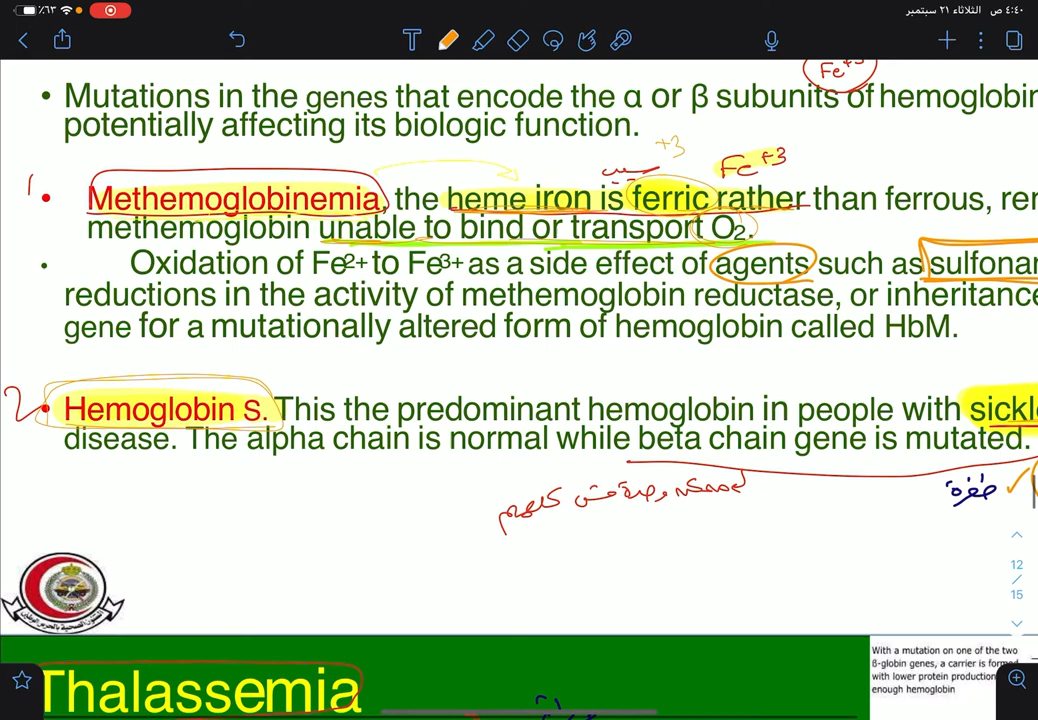 ٪٦٣
٤:٤٠ ص الثلاثاء ٢١ سبتمبر
T
Fe+3
• Mutations in the genes that encode the α or β subunits of hemoglobin
potentially affecting its biologic function.
+3
Fe+3
1
• Methemoglobinemia, the heme iron is ferric rather than ferrous, ren
methemoglobin unable to bind or transport O2.
• Oxidation of Fe2+ to Fe3+ as a side effect of agents such as sulfonam
reductions in the activity of methemoglobin reductase, or inheritance
gene for a mutationally altered form of hemoglobin called HbM.
2
• Hemoglobin S. This the predominant hemoglobin in people with sickle
disease. The alpha chain is normal while beta chain gene is mutated.
كلهم
12
/
15
Thalassemia
With a mutation on one of the two
ß-globin genes, a carrier is formed
with lower protein production
enough hemoglobin